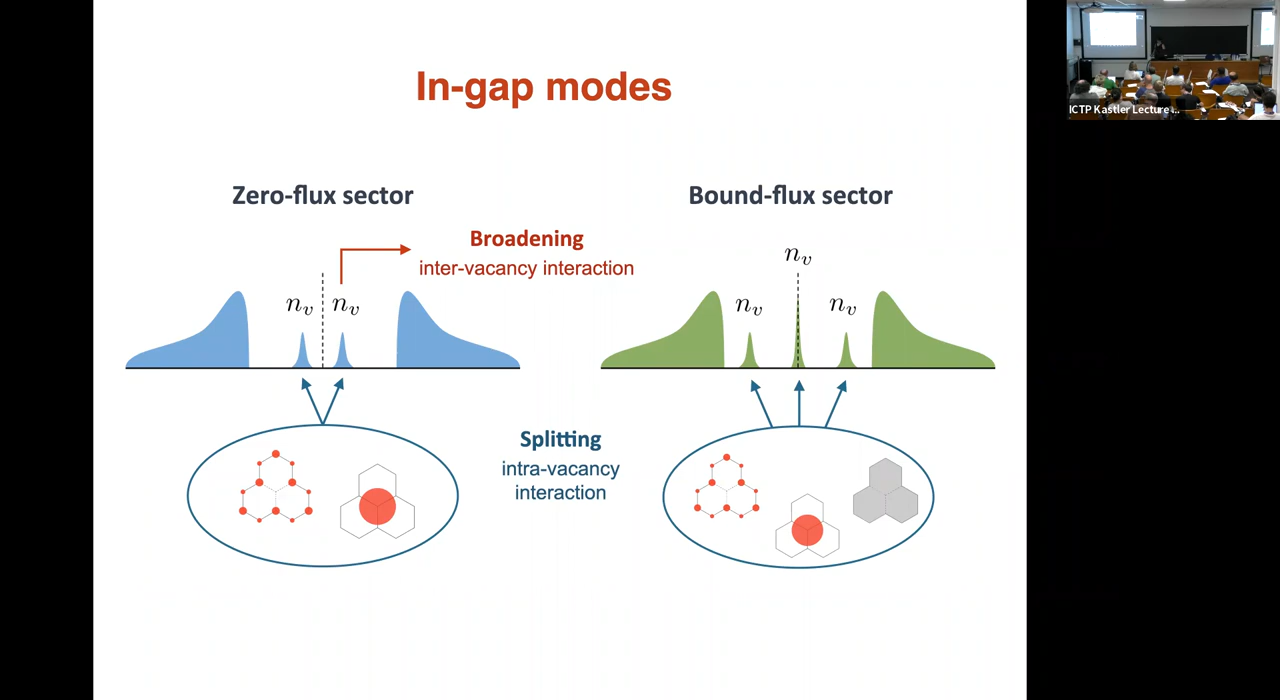 In-gap modes
Zero-flux sector
Bound-flux sector
Broadening
inter-vacancy interaction
n_v
n_v
n_v
n_v
n_v
Splitting
intra-vacancy
interaction
ICTP Kastler Lecture ...